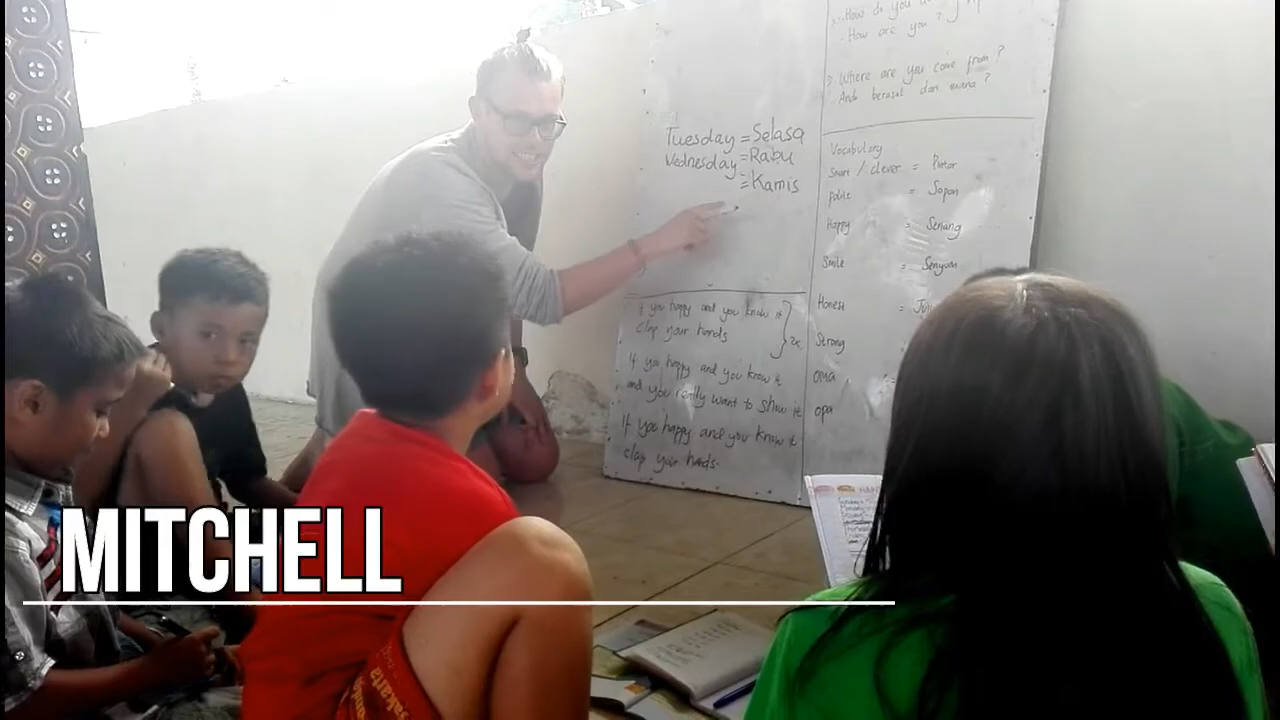 Tuesday = Selasa
Wednesday = Rabu
= Kamis
If you happy and you know it
clap your hands
2x
If you happy and you know it
and you really want to show it
If you happy and you know it
clap your hands.
- How do you
- How are you ?
Where are you come from ?
Anda berasal dari mana ?
Vocabulary
Smart / clever = Pintar
Polite = Sopan
Happy = Senang
Smile = Senyum
Honest =
Strong
oma
opa
MITCHELL